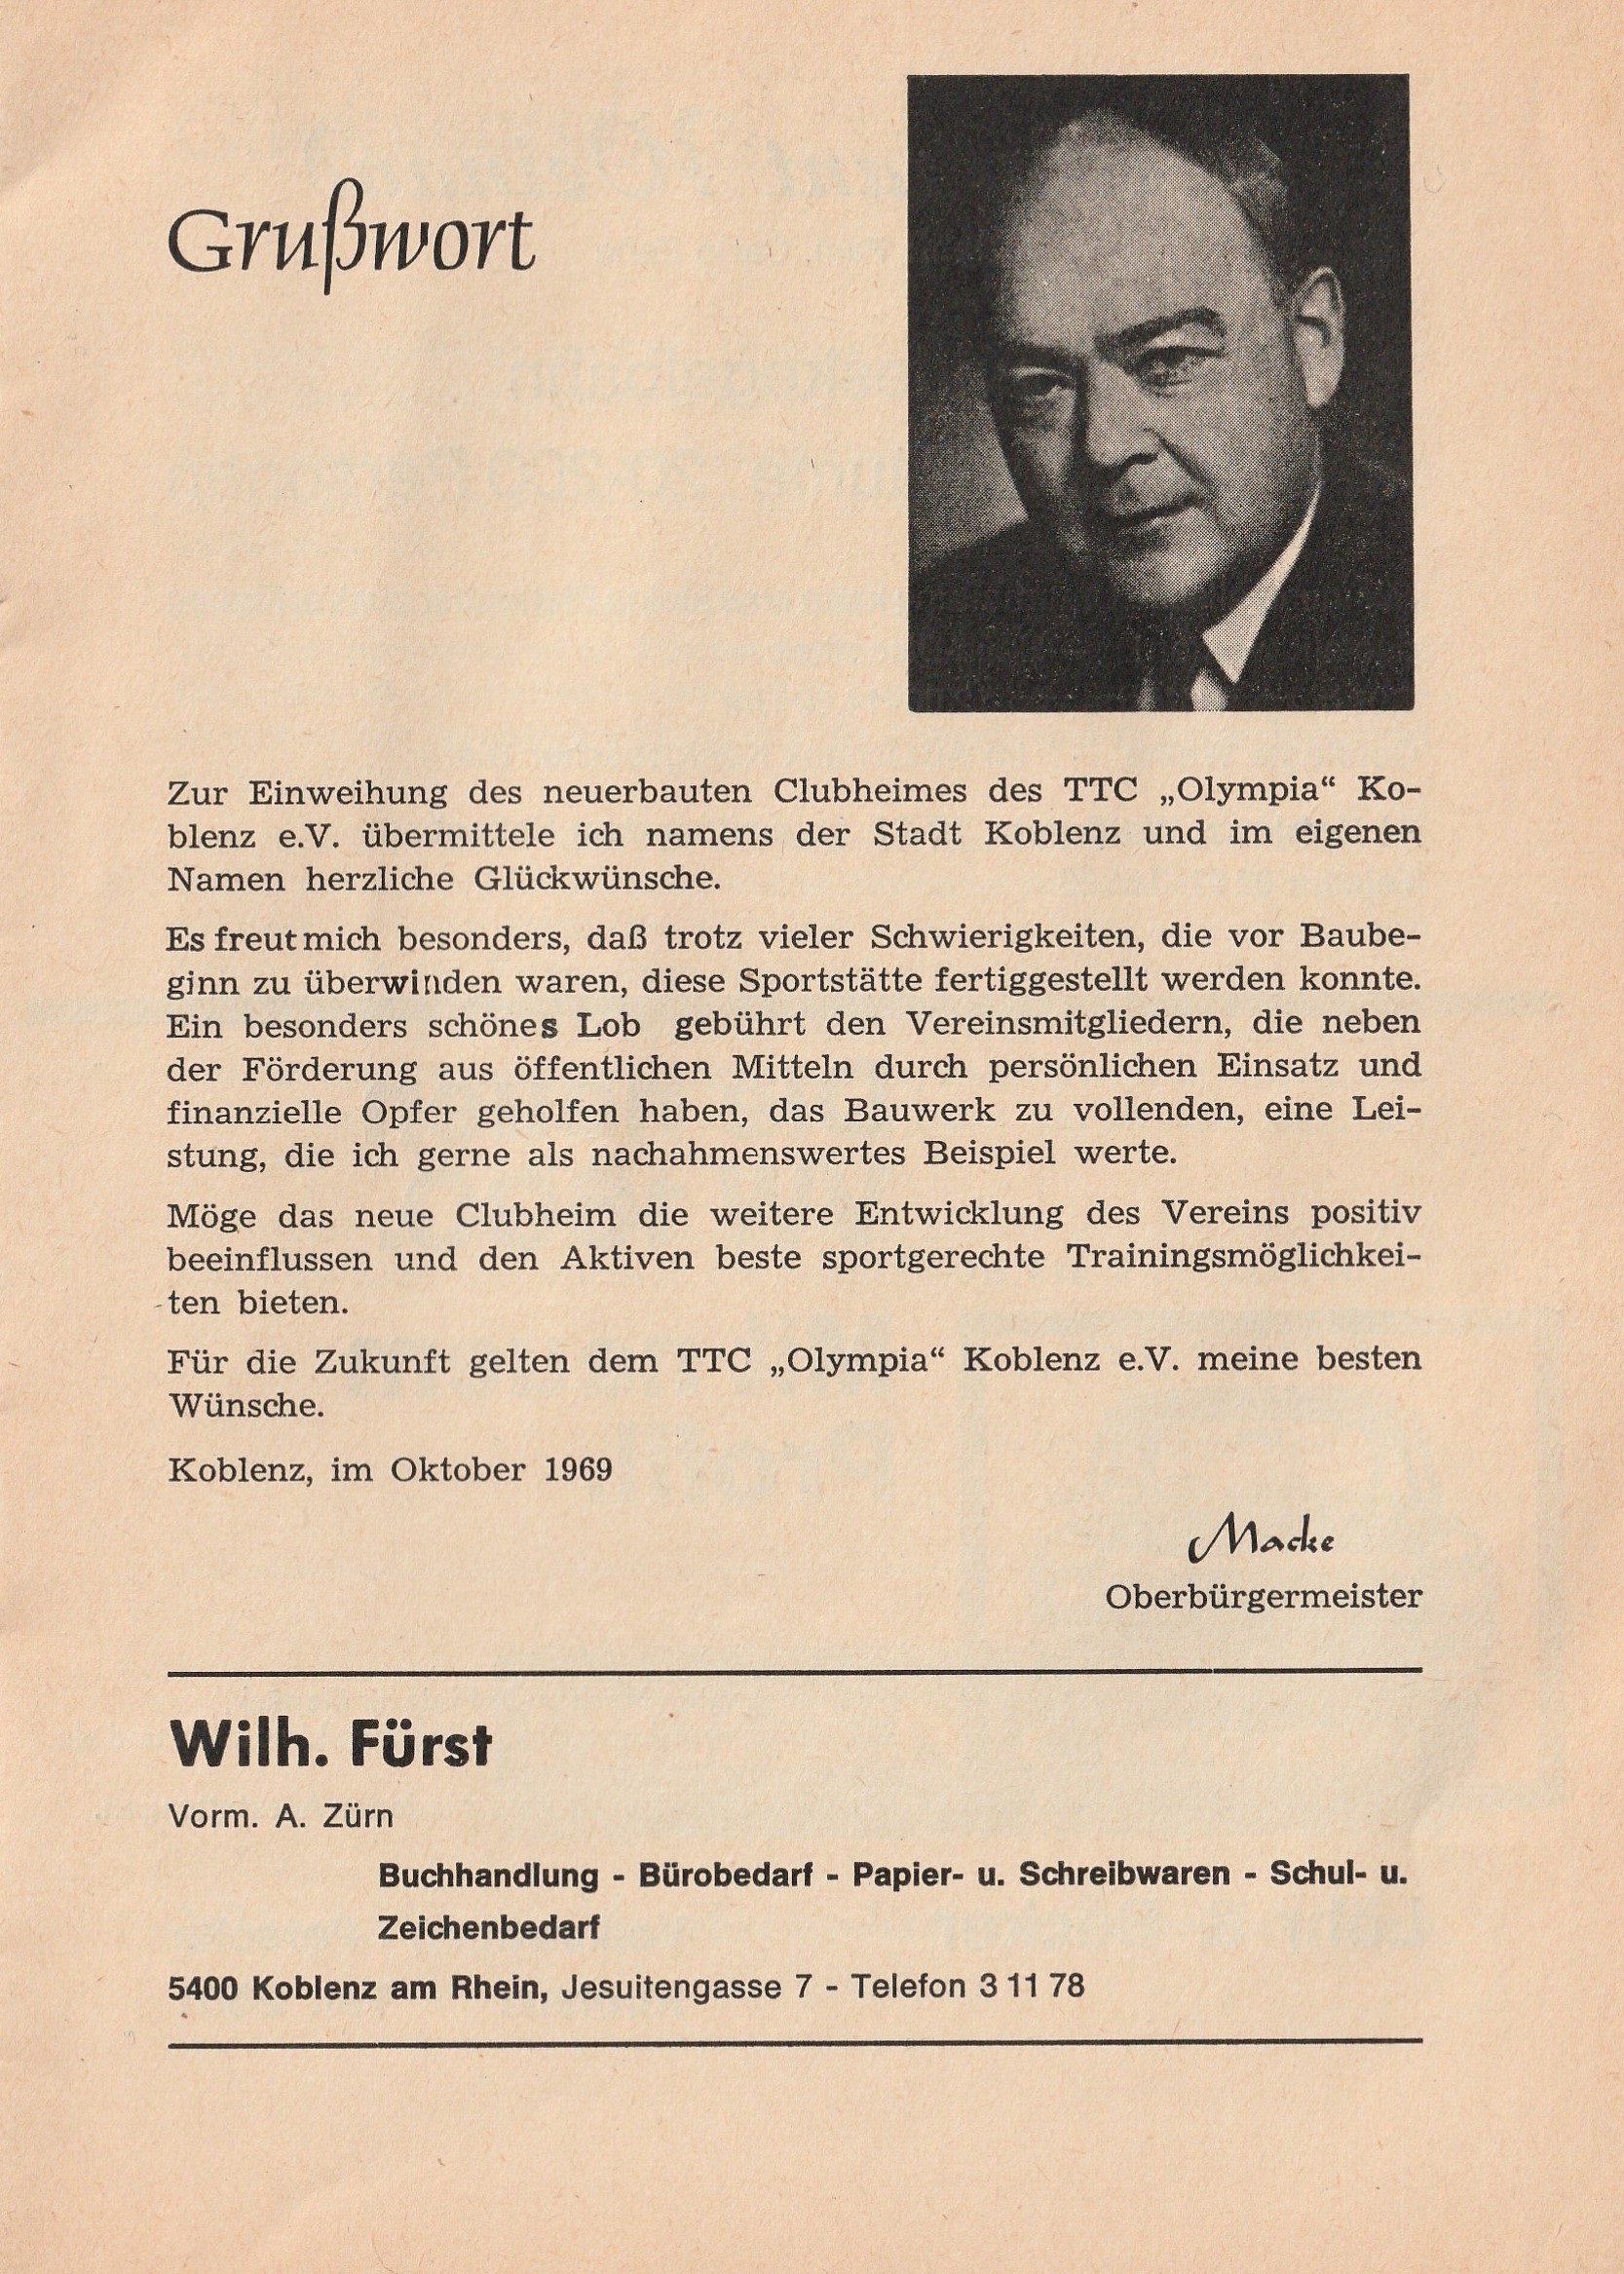 Grußwort
Zur Einweihung des neuerbauten Clubheimes des TTC „Olympia“ Ko-
blenz e.V. übermittele ich namens der Stadt Koblenz und im eigenen
Namen herzliche Glückwünsche.
Es freut mich besonders, daß trotz vieler Schwierigkeiten, die vor Baube-
ginn zu überwinden waren, diese Sportstätte fertiggestellt werden konnte.
Ein besonders schönes Lob gebührt den Vereinsmitgliedern, die neben
der Förderung aus öffentlichen Mitteln durch persönlichen Einsatz und
finanzielle Opfer geholfen haben, das Bauwerk zu vollenden, eine Lei-
stung, die ich gerne als nachahmenswertes Beispiel werte.
Möge das neue Clubheim die weitere Entwicklung des Vereins positiv
beeinflussen und den Aktiven beste sportgerechte Trainingsmöglichkei-
ten bieten.
Für die Zukunft gelten dem TTC „Olympia“ Koblenz e.V. meine besten
Wünsche.
Koblenz, im Oktober 1969
Macke
Oberbürgermeister
Wilh. Fürst
Vorm. A. Zürn
Buchhandlung - Bürobedarf - Papier- u. Schreibwaren - Schul- u.
Zeichenbedarf
5400 Koblenz am Rhein, Jesuitengasse 7 - Telefon 3 11 78